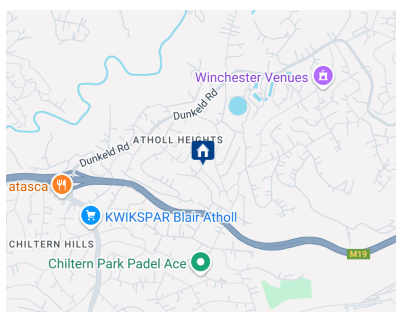 Winchester Venues
Dunkeld Rd
ATHOLL HEIGHTS
Dunkeld Rd
atasca
KWIKSPAR Blair Atholl
CHILTERN HILLS
M19
Chiltern Park Padel Ace